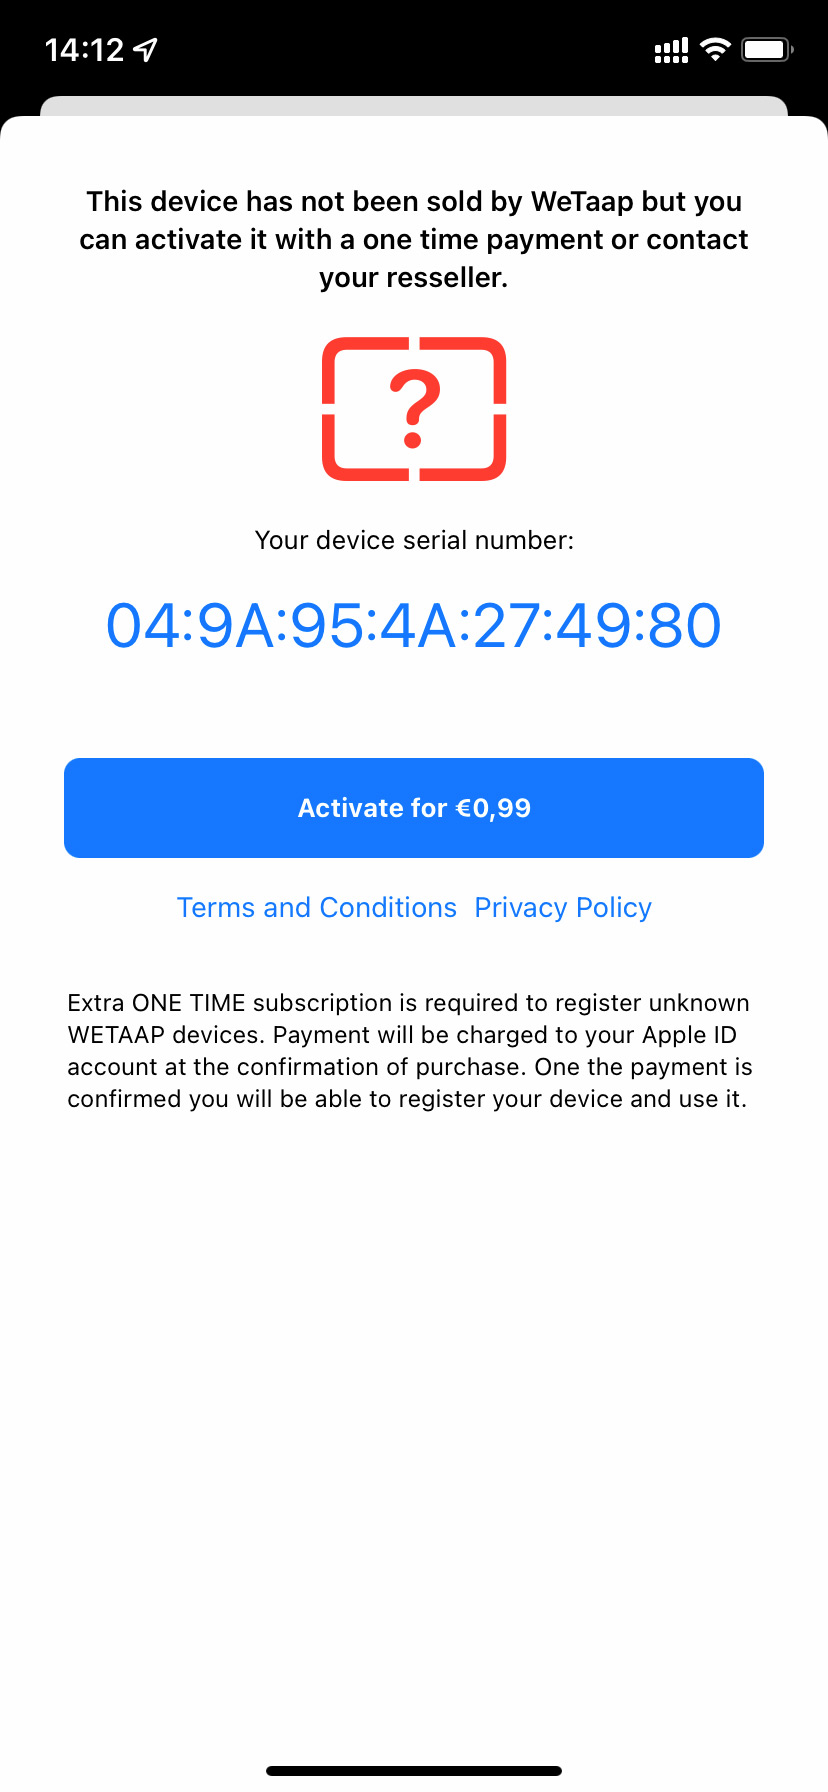 14:12
This device has not been sold by WeTaap but you
can activate it with a one time payment or contact
your resseller.
?
Your device serial number:
04:9A:95:4A:27:49:80
Activate for €0,99
Terms and Conditions Privacy Policy
Extra ONE TIME subscription is required to register unknown
WETAAP devices. Payment will be charged to your Apple ID
account at the confirmation of purchase. One the payment is
confirmed you will be able to register your device and use it.